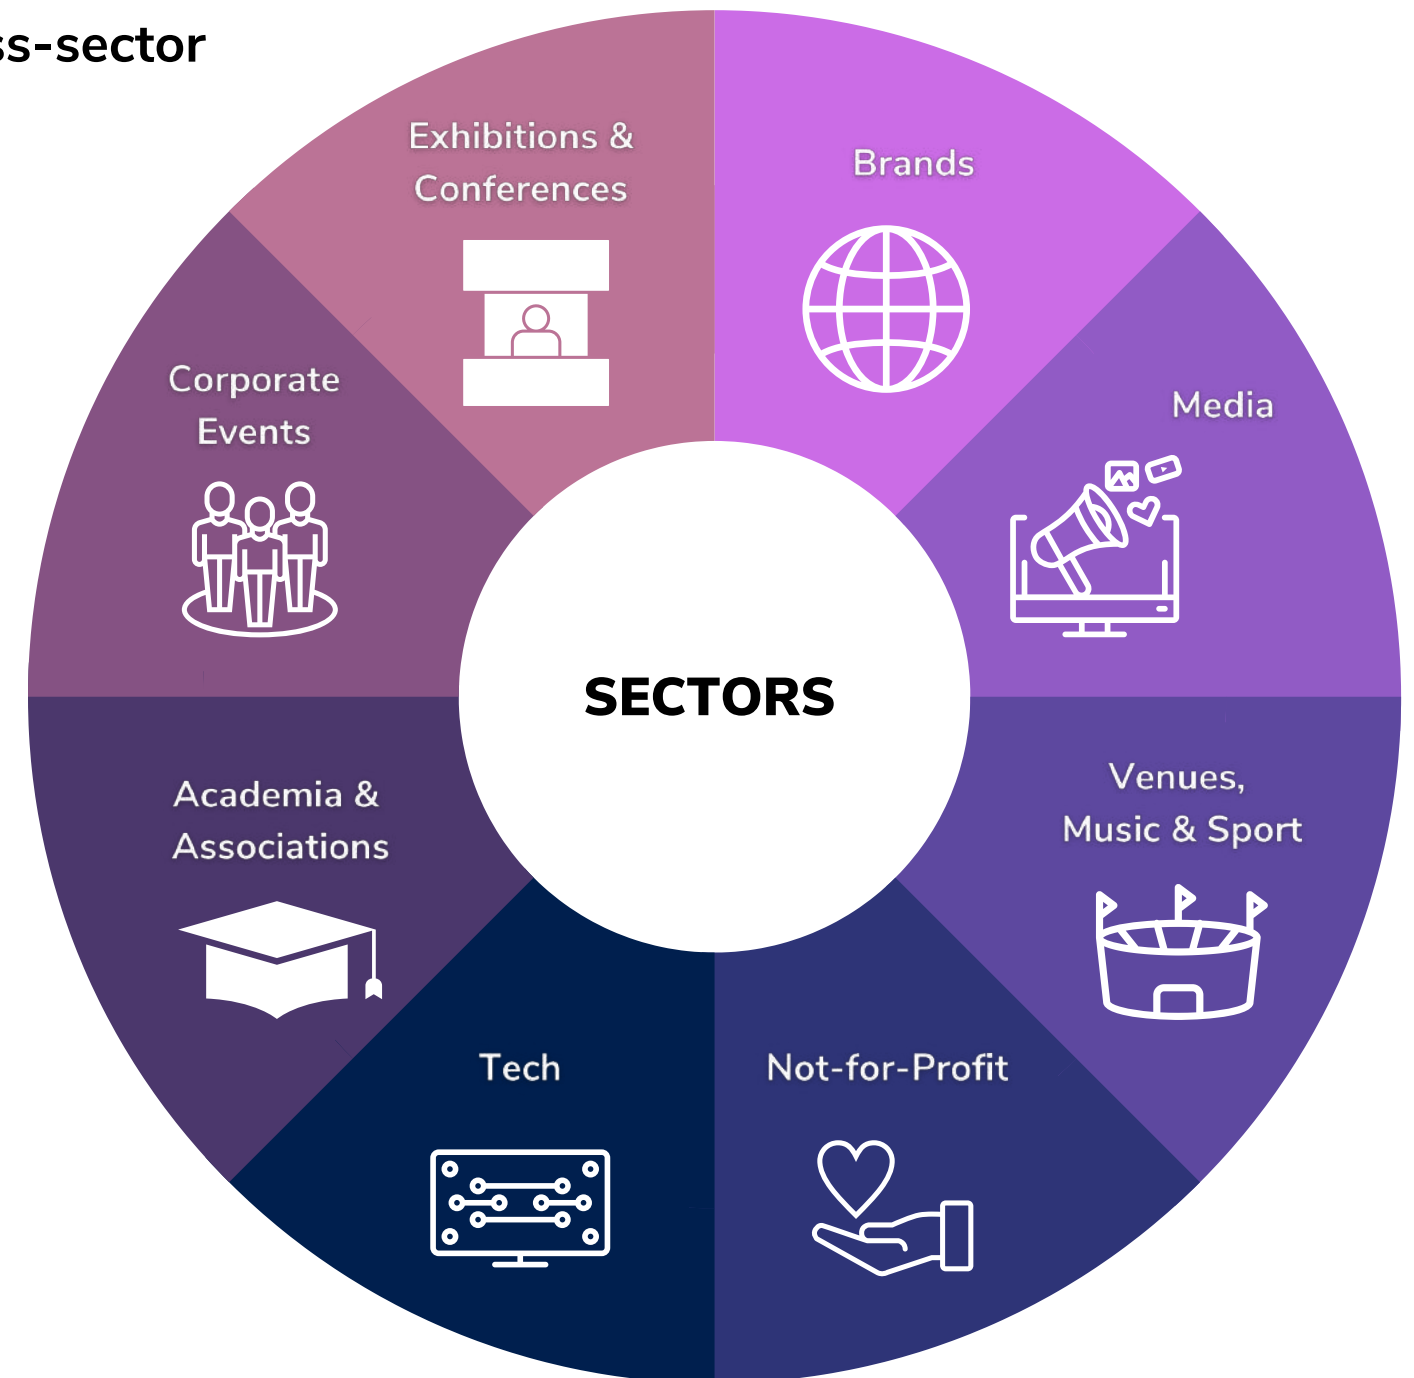 ss-sector
Exhibitions &
Conferences
Brands
Corporate
Events
Media
SECTORS
Academia &
Associations
Venues,
Music & Sport
Tech
Not-for-Profit